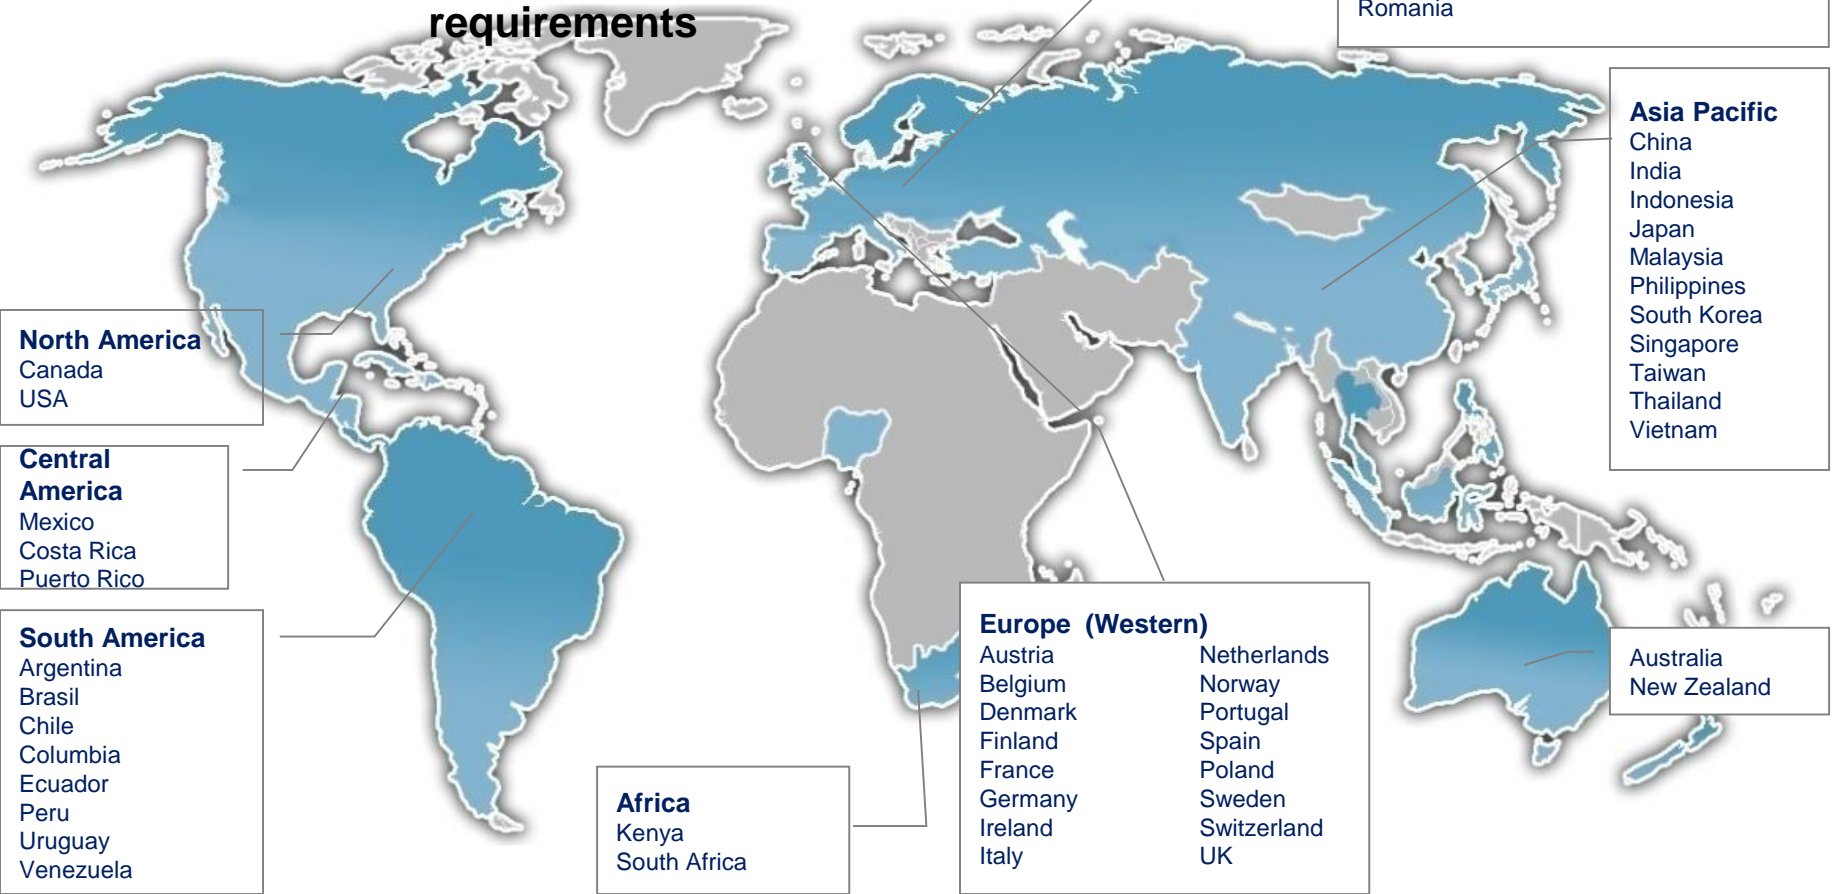 requirements
Romania
Asia Pacific
China
India
Indonesia
Japan
Malaysia
Philippines
South Korea
Singapore
Taiwan
Thailand
Vietnam
North America
Canada
USA
Central
America
Mexico
Costa Rica
Puerto Rico
South America
Argentina
Brasil
Chile
Columbia
Ecuador
Peru
Uruguay
Venezuela
Africa
Kenya
South Africa
Europe (Western)
Austria
Belgium
Denmark
Finland
France
Germany
Ireland
Italy
Netherlands
Norway
Portugal
Spain
Poland
Sweden
Switzerland
UK
Australia
New Zealand